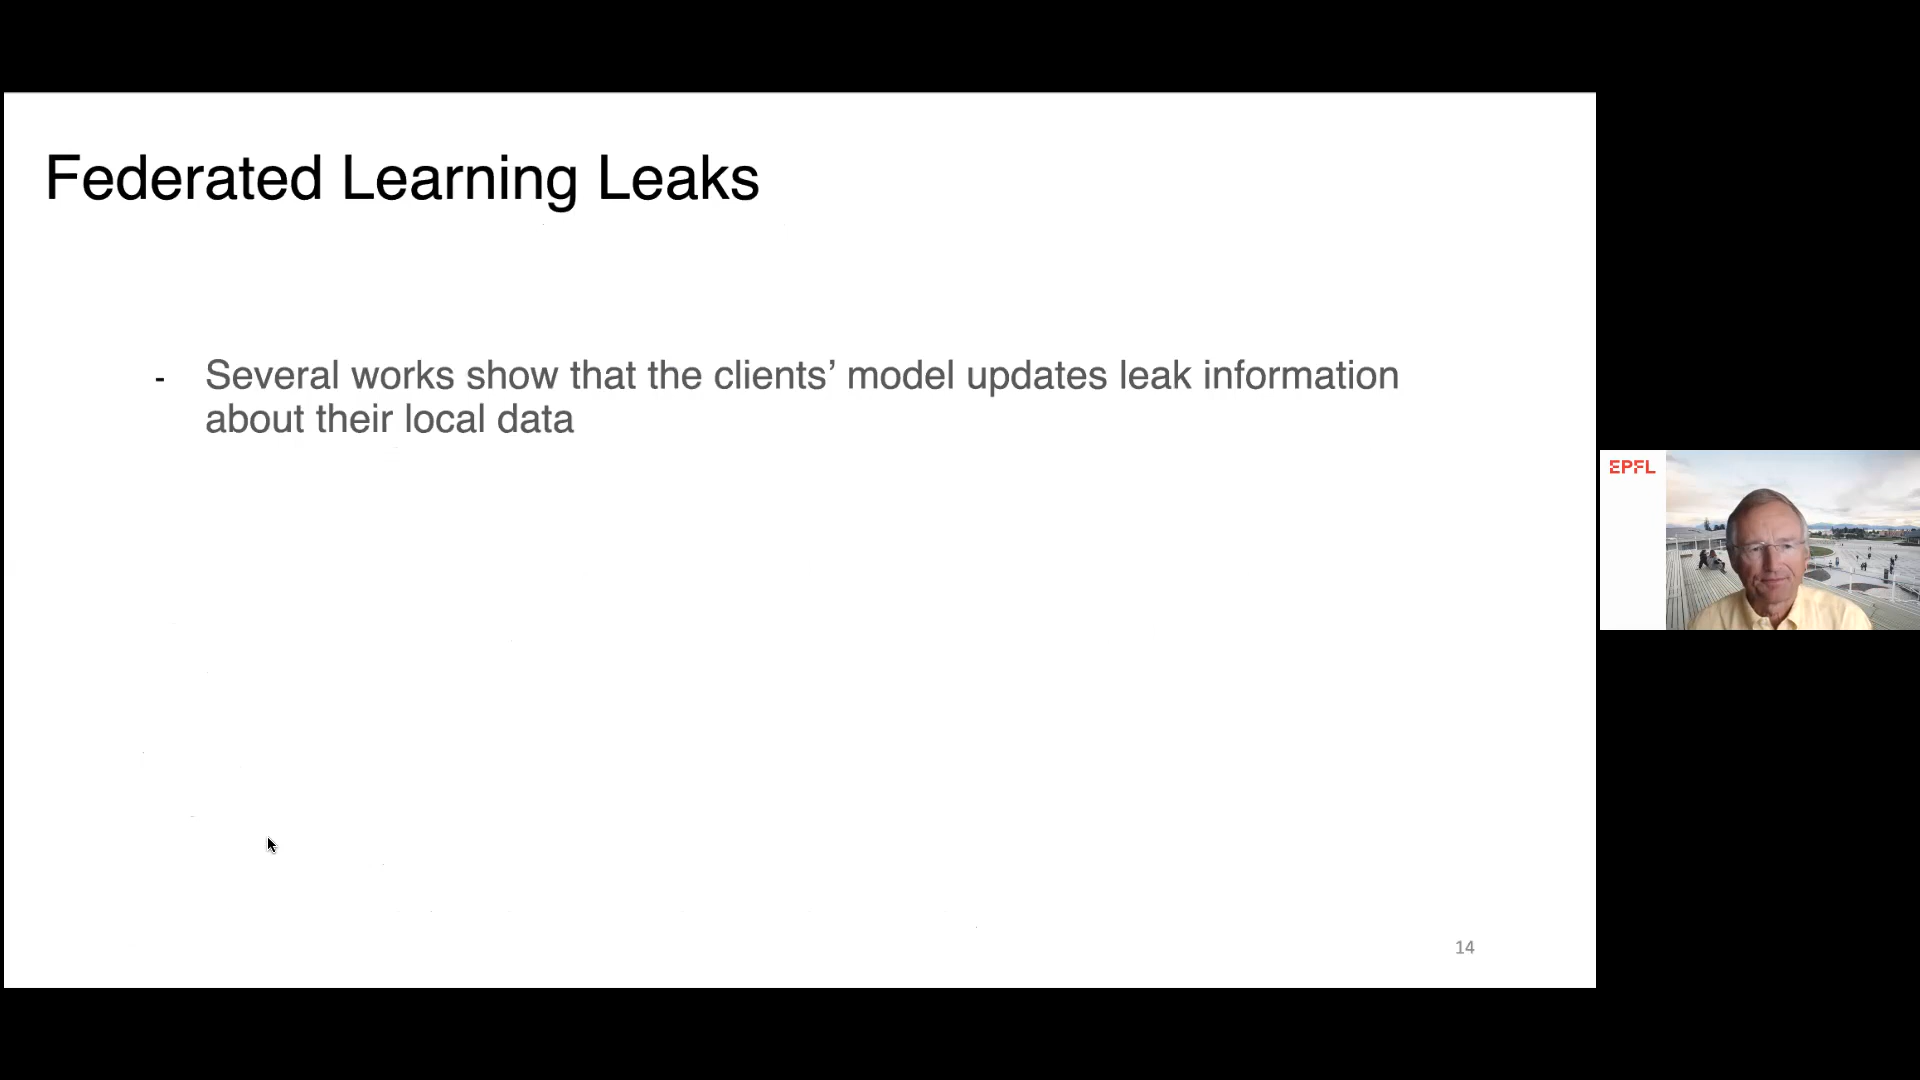 Federated Learning Leaks
- Several works show that the clients’ model updates leak information
about their local data
EPFL
14